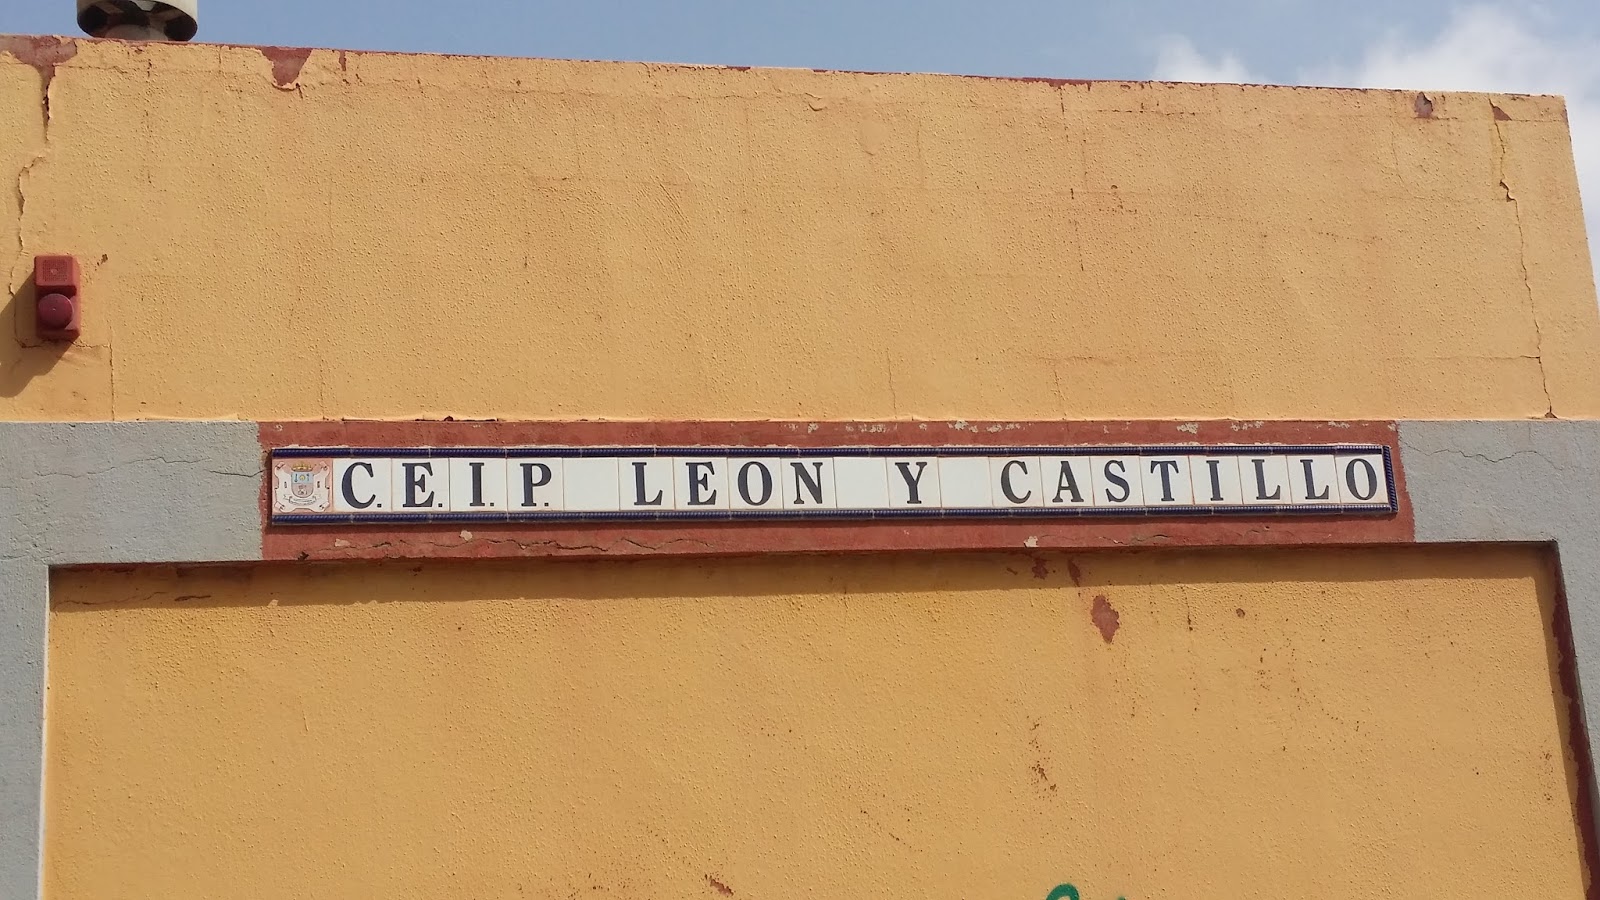 C.E.I.P. LEON Y CASTILLO